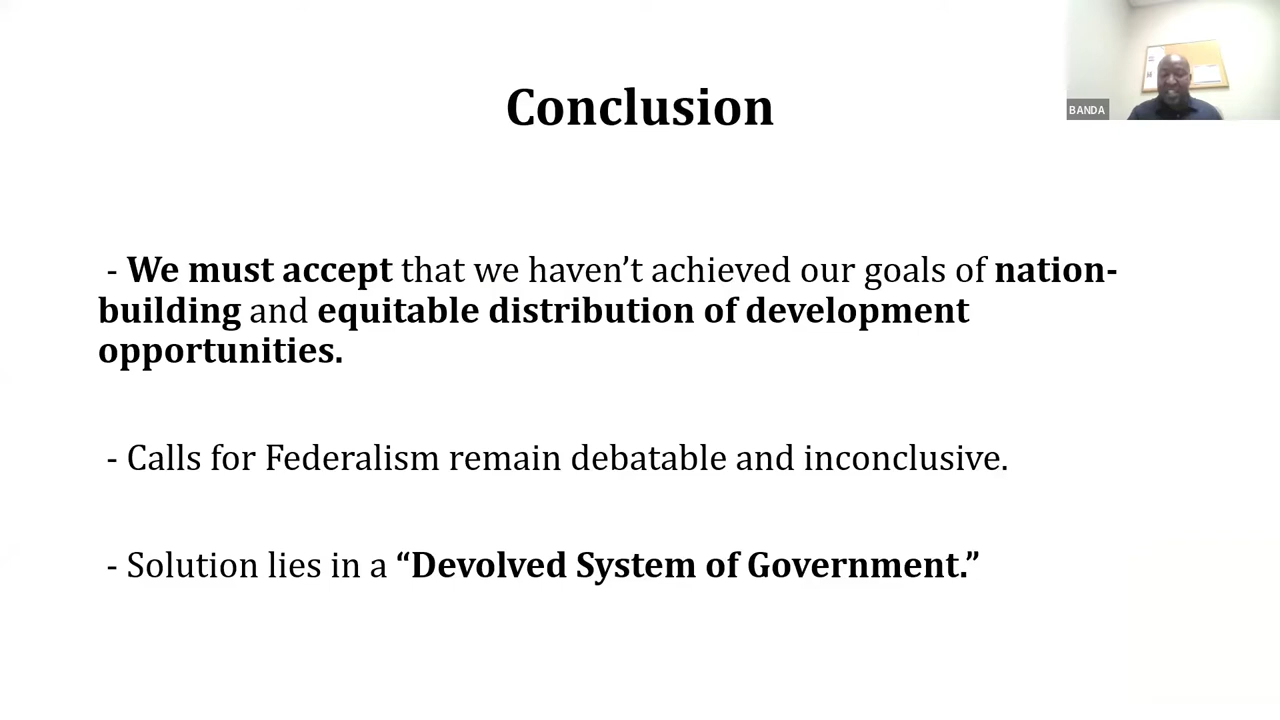 Conclusion
BANDA
- We must accept that we haven’t achieved our goals of nation-
building and equitable distribution of development
opportunities.
- Calls for Federalism remain debatable and inconclusive.
- Solution lies in a “Devolved System of Government.”